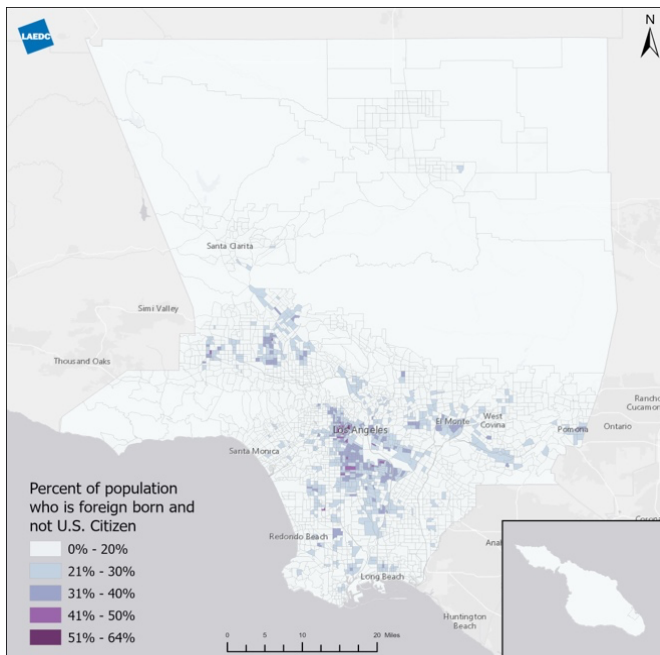 LAEDC
N
Santa Clarita
Simi Valley
Thousand Oaks
Rancho
Cucamon
El Monte
West
Covina
Los Angeles
Pomona
Ontario
Santa Monica
Percent of population
who is foreign born and
not U.S. Citizen
0% - 20%
21% - 30%
31% - 40%
41% - 50%
51% - 64%
Redondo Beach
Long Beach
Coron
Anah
Huntington
Beach
0
5
10
20 Miles